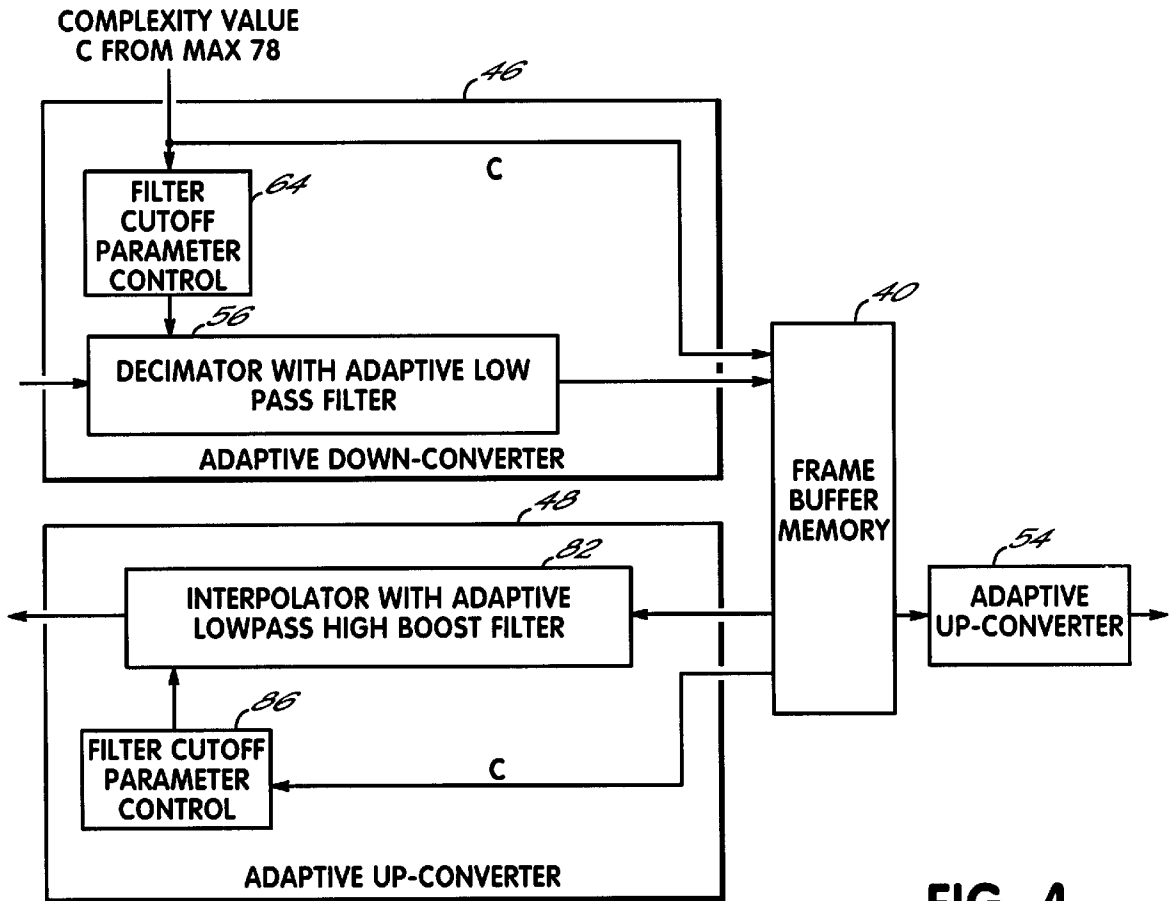 COMPLEXITY VALUE
C FROM MAX 78
46
C
FILTER
CUTOFF
PARAMETER
CONTROL
64
56
DECIMATOR WITH ADAPTIVE LOW
PASS FILTER
ADAPTIVE DOWN-CONVERTER
40
FRAME
BUFFER
MEMORY
48
82
INTERPOLATOR WITH ADAPTIVE
LOWPASS HIGH BOOST FILTER
54
ADAPTIVE
UP-CONVERTER
86
FILTER CUTOFF
PARAMETER
CONTROL
C
ADAPTIVE UP-CONVERTER
FIG. 4